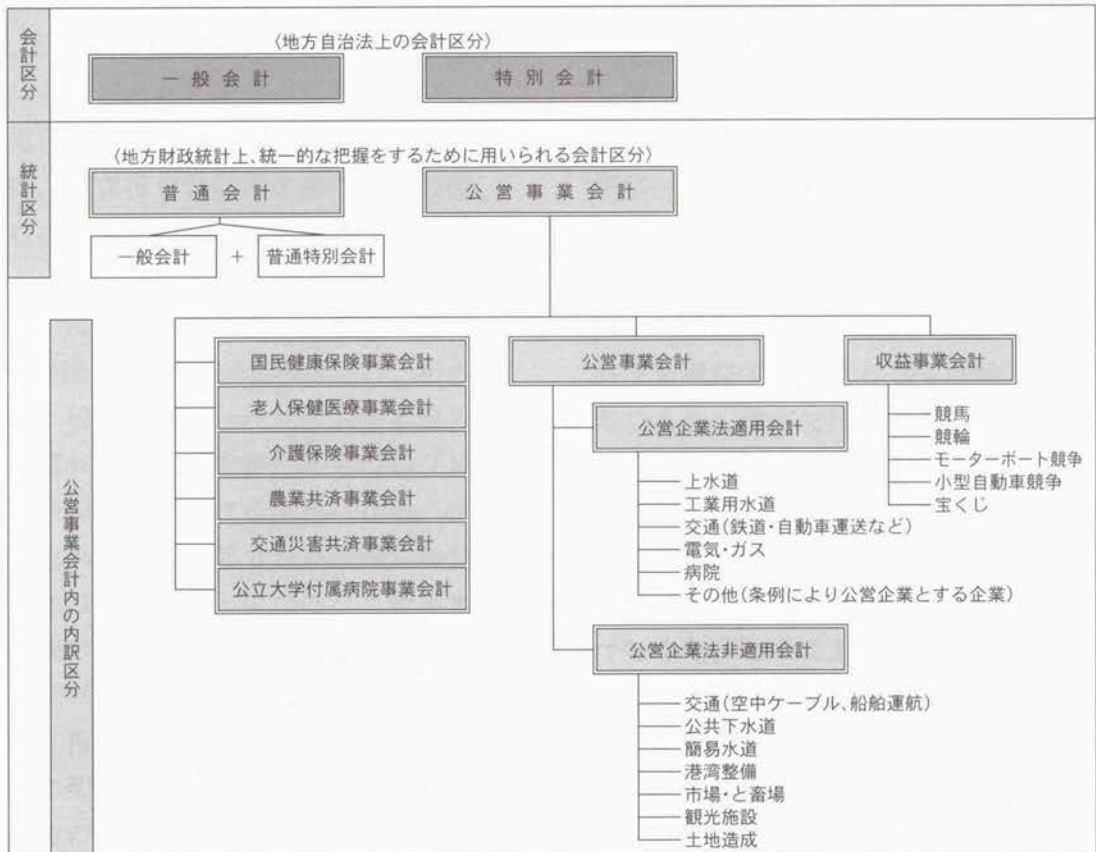 会計区分
〈地方自治法上の会計区分〉
一般会計
特別会計
統計区分
〈地方財政統計上、統一的な把握をするために用いられる会計区分〉
普通会計
公営事業会計
一般会計 + 普通特別会計
公営事業会計内の内訳区分
国民健康保険事業会計
老人保健医療事業会計
介護保険事業会計
農業共済事業会計
交通災害共済事業会計
公立大学付属病院事業会計
公営事業会計
公営企業法適用会計
上水道
工業用水道
交通(鉄道・自動車運送など)
電気・ガス
病院
その他(条例により公営企業とする企業)
公営企業法非適用会計
交通(空中ケーブル、船舶運航)
公共下水道
簡易水道
港湾整備
市場・と畜場
観光施設
土地造成
収益事業会計
競馬
競輪
モーターボート競争
小型自動車競争
宝くじ